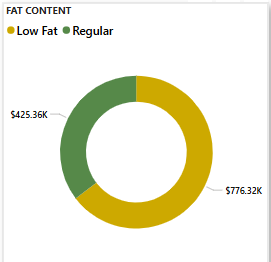 FAT CONTENT
Low Fat Regular
$425.36K
$776.32K